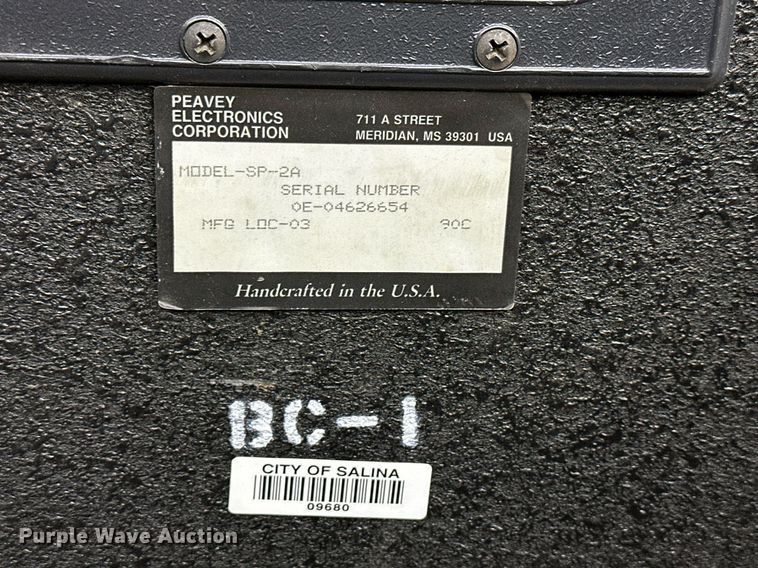 PEAVEY
ELECTRONICS
CORPORATION
711 A STREET
MERIDIAN, MS 39301 USA
MODEL-SP-2A
SERIAL NUMBER
OE-04626654
MFG LOC-03 90C
Handcrafted in the U.S.A.
BC-1
CITY OF SALINA
09680
Purple Wave Auction